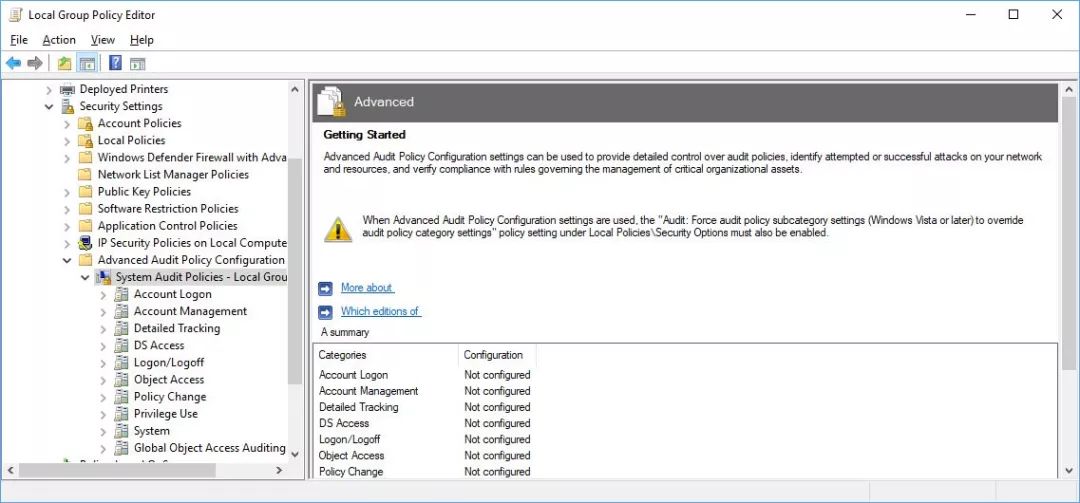 Local Group Policy Editor
File Action View Help
Deployed Printers
Security Settings
Account Policies
Local Policies
Windows Defender Firewall with Adva
Network List Manager Policies
Public Key Policies
Software Restriction Policies
Application Control Policies
IP Security Policies on Local Compute
Advanced Audit Policy Configuration
System Audit Policies - Local Grou
Account Logon
Account Management
Detailed Tracking
DS Access
Logon/Logoff
Object Access
Policy Change
Privilege Use
System
Global Object Access Auditing
Advanced
Getting Started
Advanced Audit Policy Configuration settings can be used to provide detailed control over audit policies, identify attempted or successful attacks on your network
and resources, and verify compliance with rules governing the management of critical organizational assets.
When Advanced Audit Policy Configuration settings are used, the "Audit: Force audit policy subcategory settings (Windows Vista or later) to override
audit policy category settings" policy setting under Local Policies\Security Options must also be enabled.
More about
Which editions of
A summary
Categories Configuration
Account Logon Not configured
Account Management Not configured
Detailed Tracking Not configured
DS Access Not configured
Logon/Logoff Not configured
Object Access Not configured
Policy Change Not configured